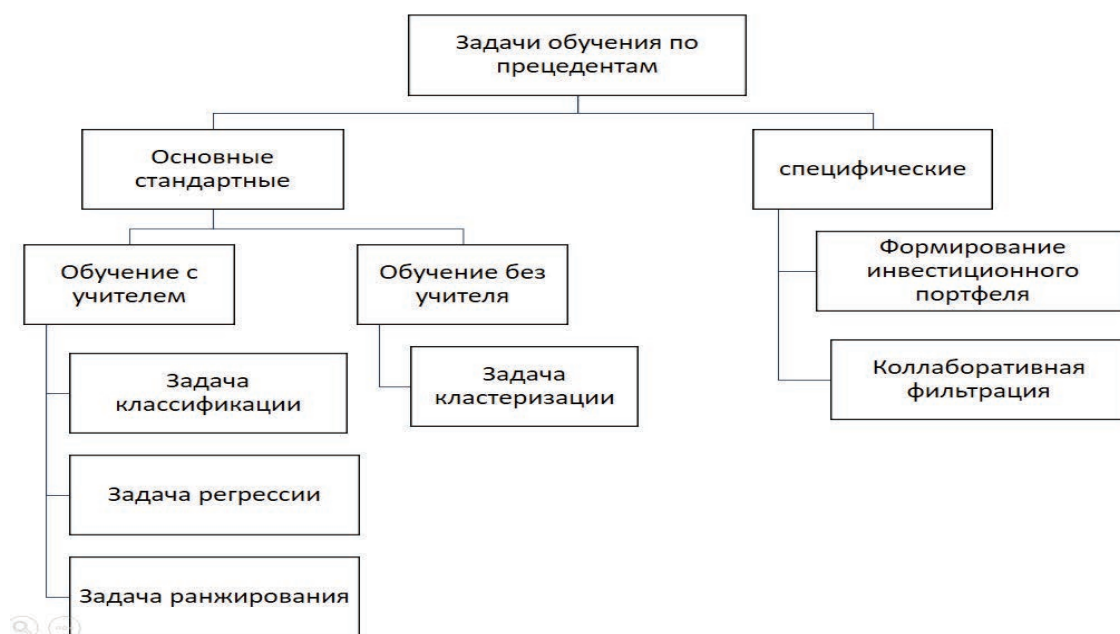 Задачи обучения по
прецедентам
Основные
стандартные
специфические
Обучение с
учителем
Обучение без
учителя
Формирование
инвестиционного
портфеля
Задача
классификации
Задача
кластеризации
Коллаборативная
фильтрация
Задача регрессии
Задача ранжирования